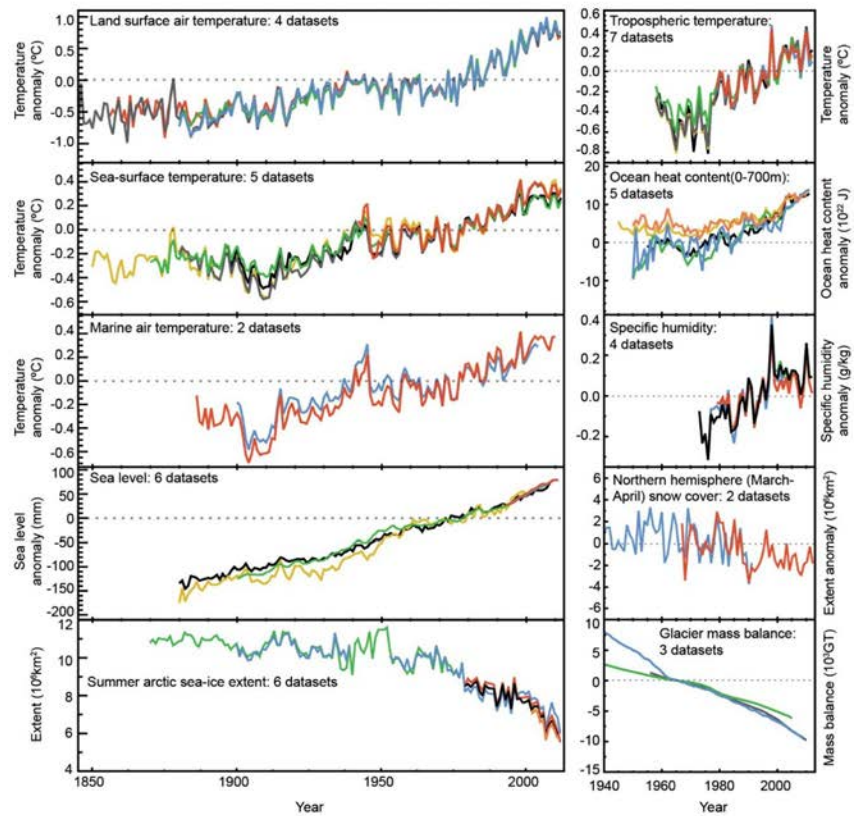 Land surface air temperature: 4 datasets
1.0
0.5
0.0
-0.5
-1.0
Temperature
anomaly (ºC)
Sea-surface temperature: 5 datasets
0.4
0.2
0.0
-0.2
-0.4
-0.6
Temperature
anomaly (ºC)
Marine air temperature: 2 datasets
0.4
0.2
0.0
-0.2
-0.4
-0.6
Temperature
anomaly (ºC)
Sea level: 6 datasets
100
50
0
-50
-100
-150
-200
Sea level
anomaly (mm)
Summer arctic sea-ice extent: 6 datasets
12
10
8
6
4
Extent (10⁶km²)
1850
1900
1950
2000
Year
Tropospheric temperature:
7 datasets
0.6
0.4
0.2
0.0
-0.2
-0.4
-0.6
-0.8
Temperature
anomaly (ºC)
Ocean heat content(0-700m):
5 datasets
20
10
0
-10
Ocean heat content
anomaly (10²² J)
Specific humidity:
4 datasets
0.4
0.2
0.0
-0.2
Specific humidity
anomaly (g/kg)
Northern hemisphere (March-
April) snow cover: 2 datasets
6
4
2
0
-2
-4
-6
Extent anomaly (10⁶km²)
Glacier mass balance:
3 datasets
10
5
0
-5
-10
-15
Mass balance (10³GT)
1940
1960
1980
2000
Year